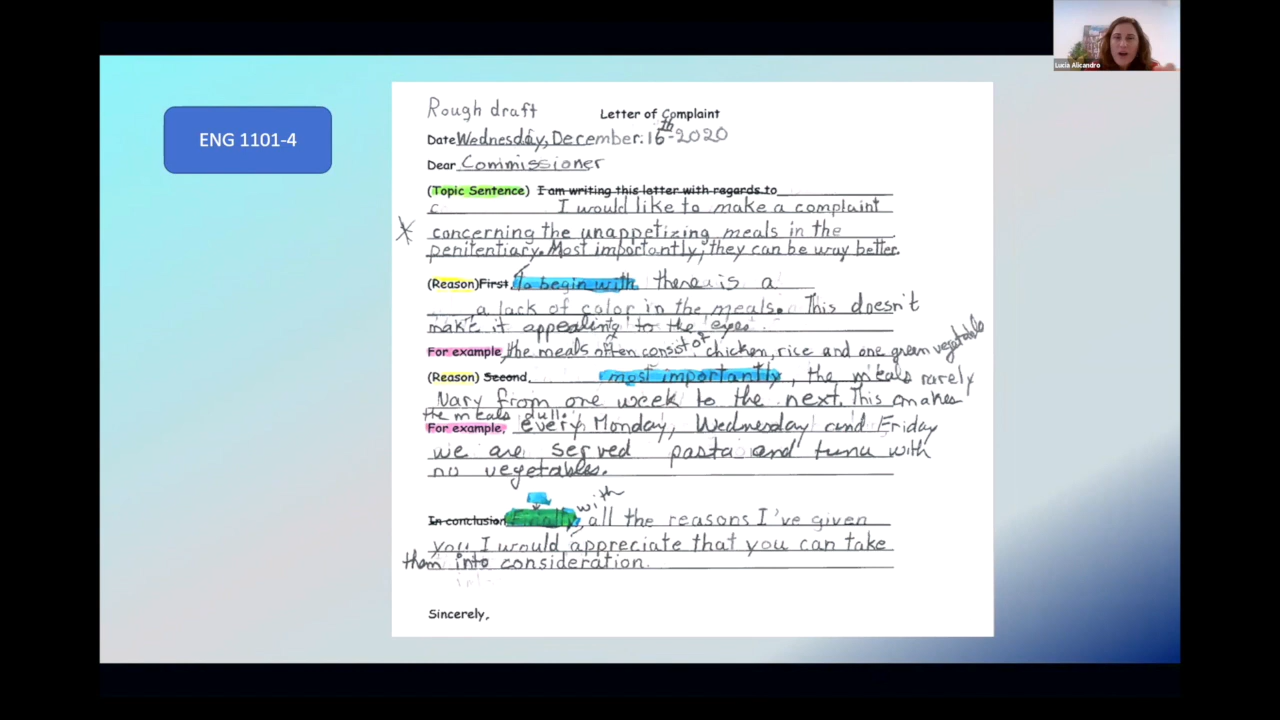 Lucia Alicandro
ENG 1101-4
Rough draft
Letter of Complaint
Date Wednesday, December. 16th-2020
Dear Commissioner
(Topic Sentence) I am writing this letter with regards to
c I would like to make a complaint
concerning the unappetizing meals in the
penitentiary. Most importantly, they can be way better.
(Reason) First, To begin with there is a
a lack of color in the meals. This doesn't
make it appealing to the eyes.
For example, the meals often consist of chicken, rice and one green vegetable
(Reason) Second, most importantly, the meals rarely
Vary from one week to the next. This makes
the meals dull.
For example, every Monday, Wednesday and Friday
we are served pasta and tuna with
no vegetables.
In conclusion Finally, with all the reasons I've given
you I would appreciate that you can take
them into consideration.
Sincerely,